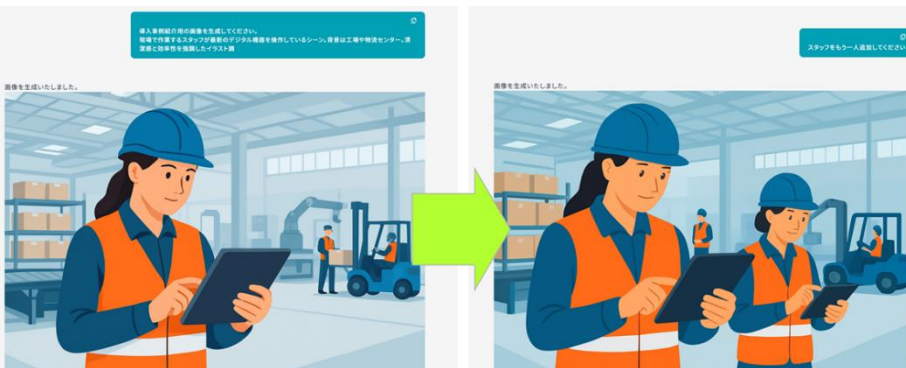 導入事例紹介用の画像を生成してください。
現場で作業するスタッフが最新のデジタル機器を操作しているシーン。背景は工場や物流センター。清
潔感と効率性を強調したイラスト調
画像を生成いたしました。
スタッフをもう一人追加してください
画像を生成いたしました。